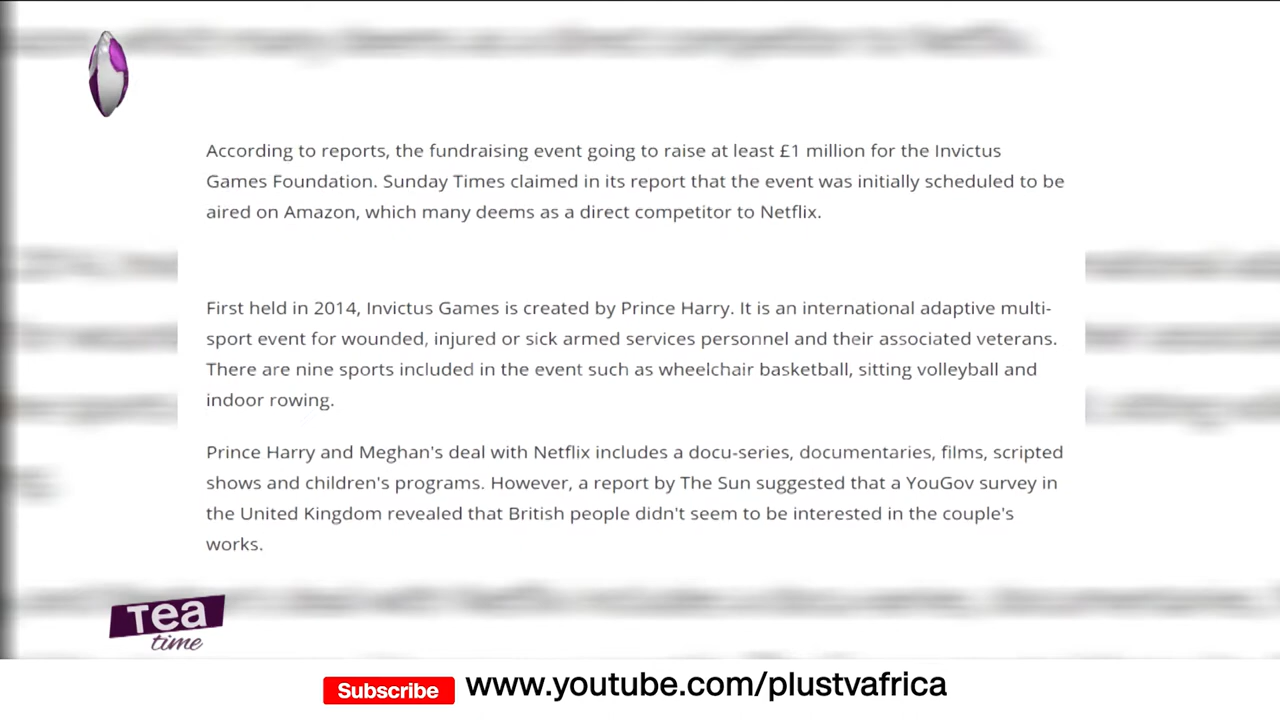 According to reports, the fundraising event going to raise at least £1 million for the Invictus
Games Foundation. Sunday Times claimed in its report that the event was initially scheduled to be
aired on Amazon, which many deems as a direct competitor to Netflix.
First held in 2014, Invictus Games is created by Prince Harry. It is an international adaptive multi-
sport event for wounded, injured or sick armed services personnel and their associated veterans.
There are nine sports included in the event such as wheelchair basketball, sitting volleyball and
indoor rowing.
Prince Harry and Meghan's deal with Netflix includes a docu-series, documentaries, films, scripted
shows and children's programs. However, a report by The Sun suggested that a YouGov survey in
the United Kingdom revealed that British people didn't seem to be interested in the couple's
works.
Tea
time
Subscribe www.youtube.com/plustvafrica